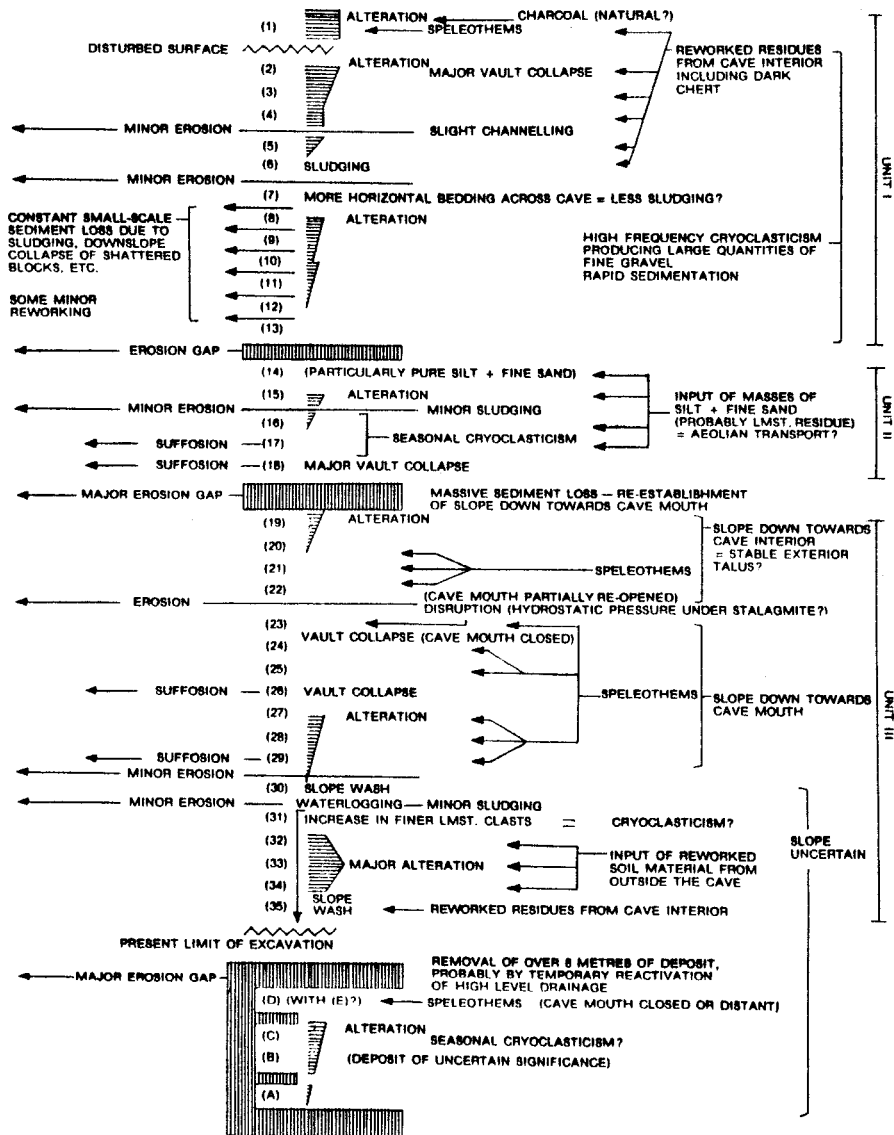 (1) ALTERATION CHARCOAL (NATURAL?)
SPELEOTHEMS
DISTURBED SURFACE
REWORKED RESIDUES
FROM CAVE INTERIOR
INCLUDING DARK
CHERT
(2) ALTERATION
MAJOR VAULT COLLAPSE
(3)
(4)
MINOR EROSION SLIGHT CHANNELLING
(5)
(6) SLUDGING
MINOR EROSION
(7) MORE HORIZONTAL BEDDING ACROSS CAVE = LESS SLUDGING?
UNIT I
CONSTANT SMALL-SCALE
SEDIMENT LOSS DUE TO
SLUDGING, DOWNSLOPE
COLLAPSE OF SHATTERED
BLOCKS, ETC.
SOME MINOR
REWORKING
(8) ALTERATION
(9)
(10)
(11)
(12)
(13)
HIGH FREQUENCY CRYOCLASTICISM
PRODUCING LARGE QUANTITIES OF
FINE GRAVEL
RAPID SEDIMENTATION
EROSION GAP
(14) (PARTICULARLY PURE SILT + FINE SAND)
(15) ALTERATION
MINOR EROSION MINOR SLUDGING
(16)
SEASONAL CRYOCLASTICISM
SUFFOSION (17)
SUFFOSION (18) MAJOR VAULT COLLAPSE
INPUT OF MASSES OF
SILT + FINE SAND
(PROBABLY LMST. RESIDUE)
= AEOLIAN TRANSPORT?
UNIT II
MAJOR EROSION GAP
MASSIVE SEDIMENT LOSS — RE-ESTABLISHMENT
OF SLOPE DOWN TOWARDS CAVE MOUTH
(19) ALTERATION
(20)
(21) SPELEOTHEMS
(22)
SLOPE DOWN TOWARDS
CAVE INTERIOR
= STABLE EXTERIOR
TALUS?
EROSION
(CAVE MOUTH PARTIALLY RE-OPENED)
DISRUPTION (HYDROSTATIC PRESSURE UNDER STALAGMITE?)
(23)
VAULT COLLAPSE (CAVE MOUTH CLOSED)
(24)
(25)
SUFFOSION (26) VAULT COLLAPSE
SPELEOTHEMS
SLOPE DOWN TOWARDS
CAVE MOUTH
UNIT III
(27) ALTERATION
(28)
SUFFOSION (29)
MINOR EROSION
(30) SLOPE WASH
MINOR EROSION WATERLOGGING — MINOR SLUDGING
(31) INCREASE IN FINER LMST. CLASTS = CRYOCLASTICISM?
(32)
(33) MAJOR ALTERATION
(34)
INPUT OF REWORKED
SOIL MATERIAL FROM
OUTSIDE THE CAVE
SLOPE
UNCERTAIN
(35) SLOPE
WASH
REWORKED RESIDUES FROM CAVE INTERIOR
PRESENT LIMIT OF EXCAVATION
MAJOR EROSION GAP
REMOVAL OF OVER 8 METRES OF DEPOSIT,
PROBABLY BY TEMPORARY REACTIVATION
OF HIGH LEVEL DRAINAGE
(D) (WITH (E)?) SPELEOTHEMS (CAVE MOUTH CLOSED OR DISTANT)
(C) ALTERATION
SEASONAL CRYOCLASTICISM?
(B) (DEPOSIT OF UNCERTAIN SIGNIFICANCE)
(A)